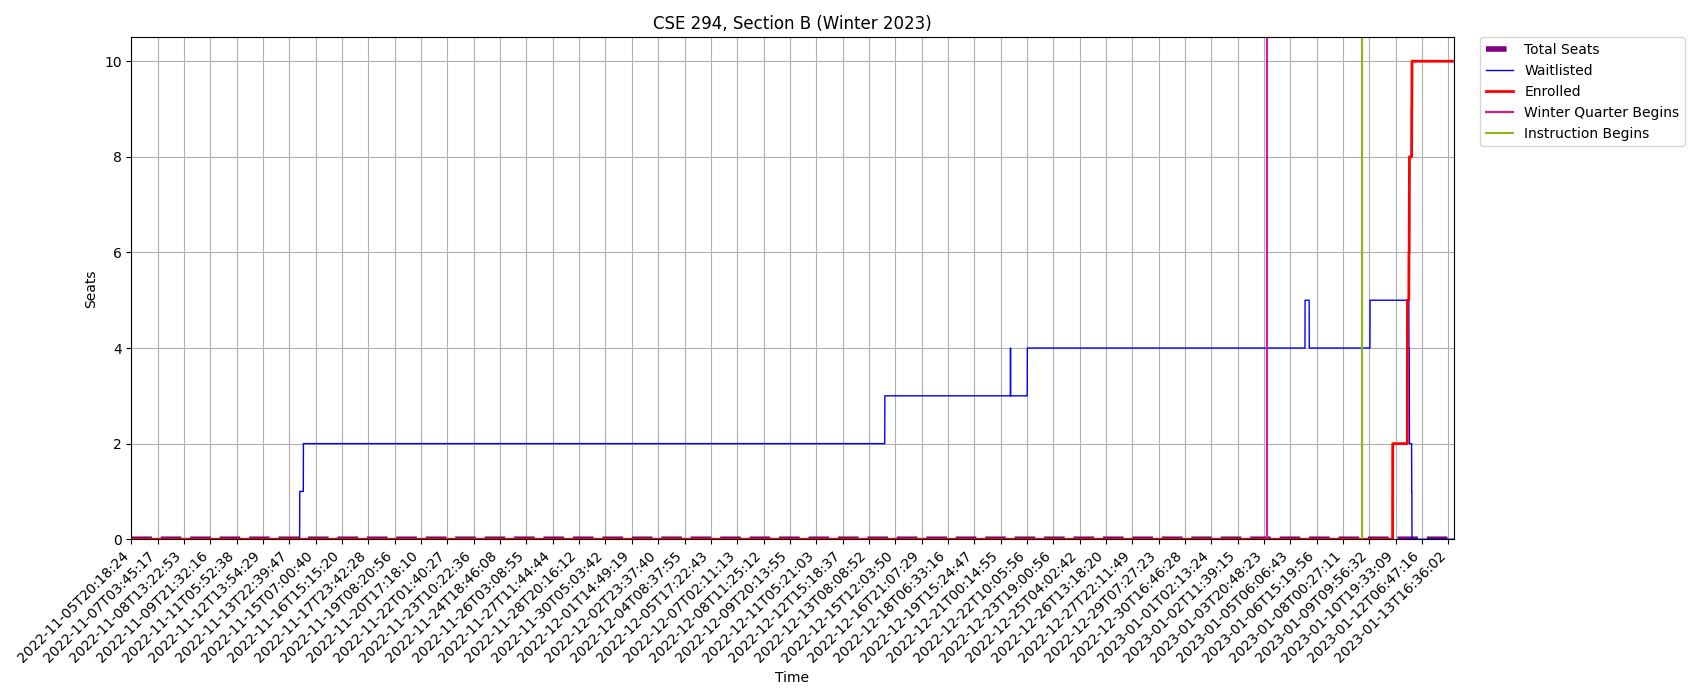 CSE 294, Section B (Winter 2023)
Total Seats
Waitlisted
Enrolled
Winter Quarter Begins
Instruction Begins
10
8
6
4
2
0
Seats
2022-11-05T20:18:24
2022-11-07T03:45:17
2022-11-08T13:22:53
2022-11-09T21:32:16
2022-11-11T05:52:38
2022-11-12T13:54:29
2022-11-13T22:39:47
2022-11-15T07:00:40
2022-11-16T15:15:20
2022-11-17T23:42:28
2022-11-19T08:20:56
2022-11-20T17:18:10
2022-11-22T01:40:27
2022-11-23T10:22:36
2022-11-24T18:46:08
2022-11-26T03:08:55
2022-11-27T11:44:44
2022-11-28T20:16:12
2022-11-30T05:03:42
2022-12-01T14:49:19
2022-12-02T23:37:40
2022-12-04T08:37:55
2022-12-05T17:22:43
2022-12-07T02:11:13
2022-12-08T11:25:12
2022-12-09T20:13:55
2022-12-11T05:21:03
2022-12-12T15:18:37
2022-12-13T08:08:52
2022-12-15T12:03:50
2022-12-16T21:07:29
2022-12-18T06:33:16
2022-12-19T15:24:47
2022-12-21T00:14:55
2022-12-22T10:05:56
2022-12-23T19:00:56
2022-12-25T04:02:42
2022-12-26T13:18:20
2022-12-27T22:11:49
2022-12-29T07:27:23
2022-12-30T16:46:28
2023-01-01T02:13:24
2023-01-02T11:39:15
2023-01-03T20:48:23
2023-01-05T06:06:43
2023-01-06T15:19:56
2023-01-08T00:27:11
2023-01-09T09:56:32
2023-01-10T19:33:09
2023-01-12T06:47:16
2023-01-13T16:36:02
Time